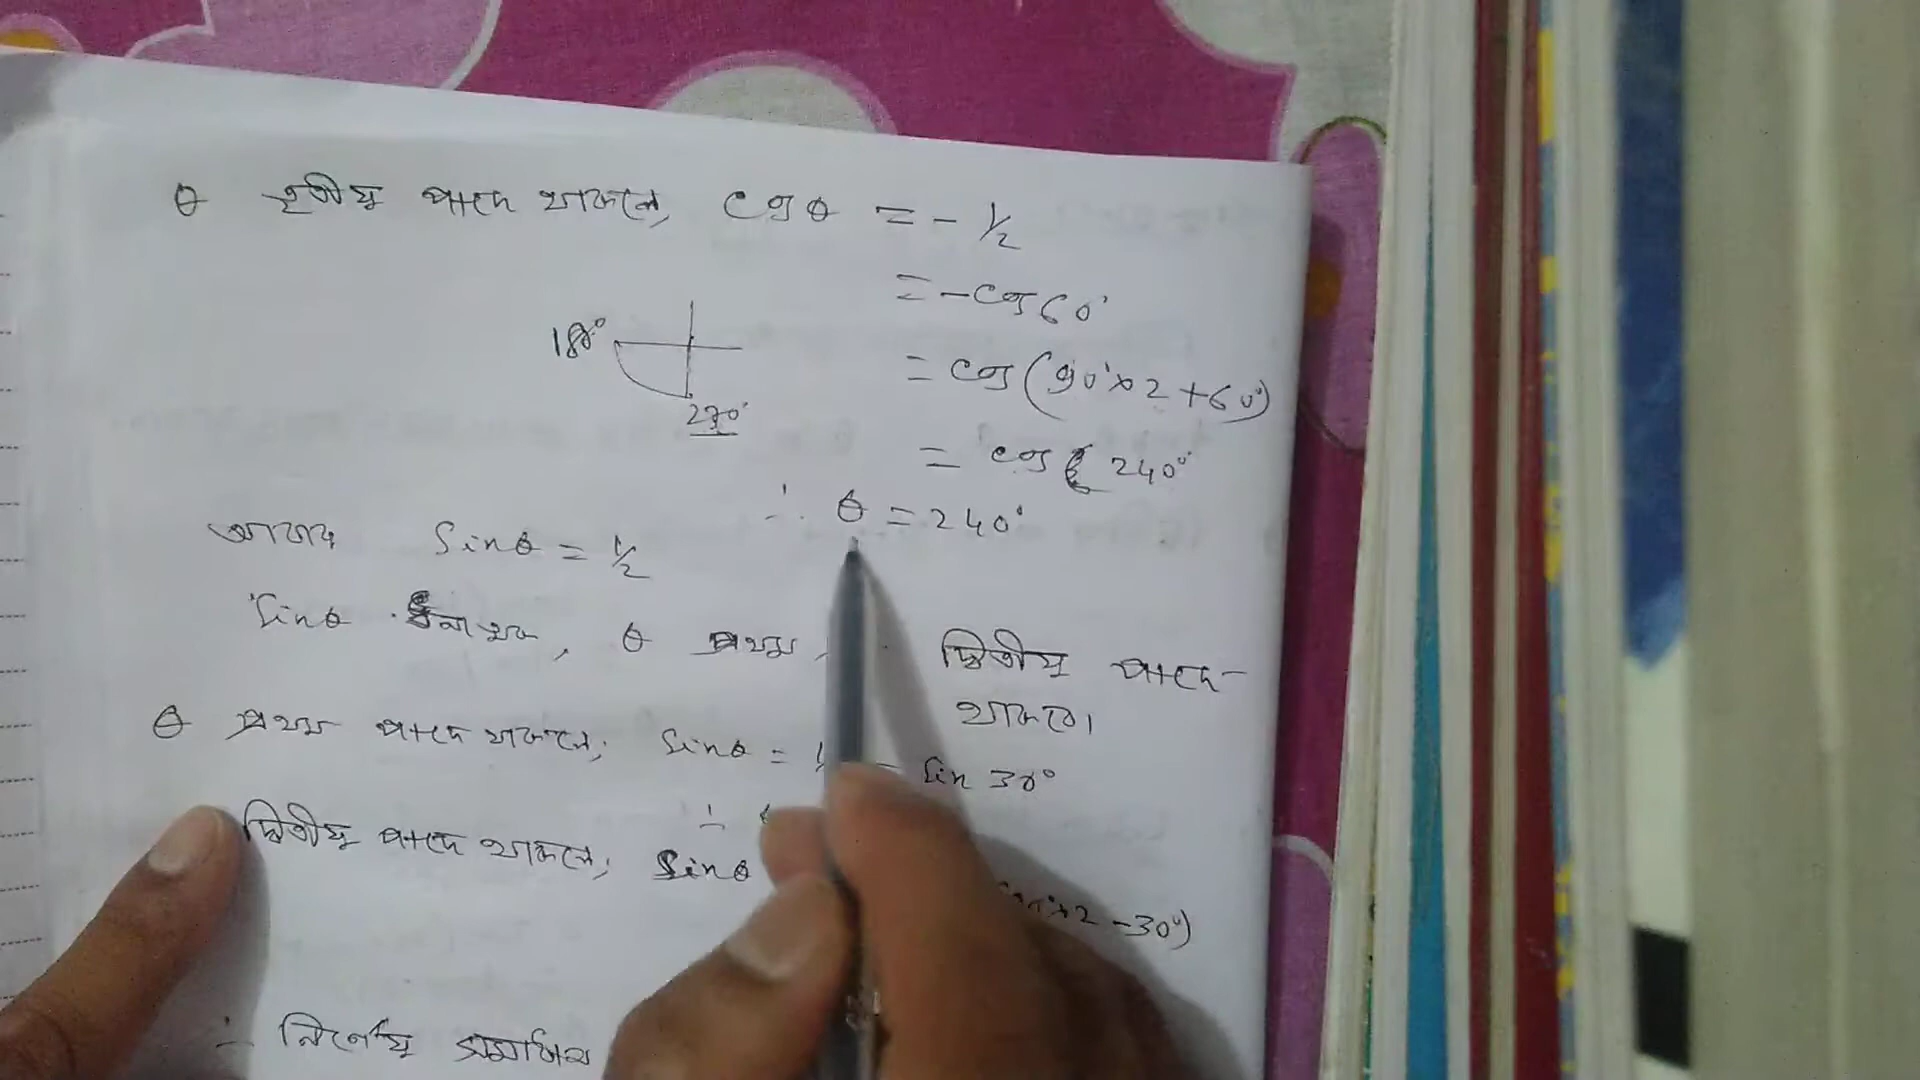 θ তৃতীয় পাদে থাকলে, cosθ = - 1/2
= -cos60°
180°
270°
= cos(90°×2+60°)
= cos 240°
∴ θ = 240°
আবার sinθ = 1/2
sinθ ধনাত্মক, θ প্রথম দ্বিতীয় পাদে থাকবে।
θ প্রথম পাদে থাকলে, sinθ = sin 30°
∴
দ্বিতীয় পাদে থাকলে, sinθ ×2 -30°)
∴ নির্ণেয় সমাধান